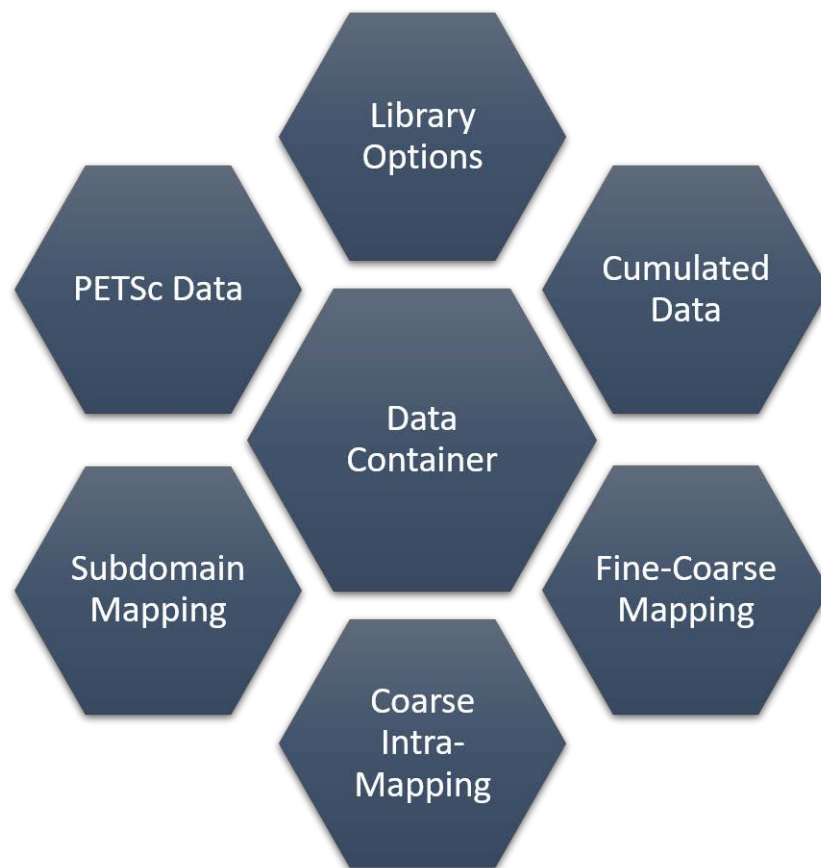 Library
Options
PETSc Data
Cumulated
Data
Data
Container
Subdomain
Mapping
Fine-Coarse
Mapping
Coarse
Intra-
Mapping